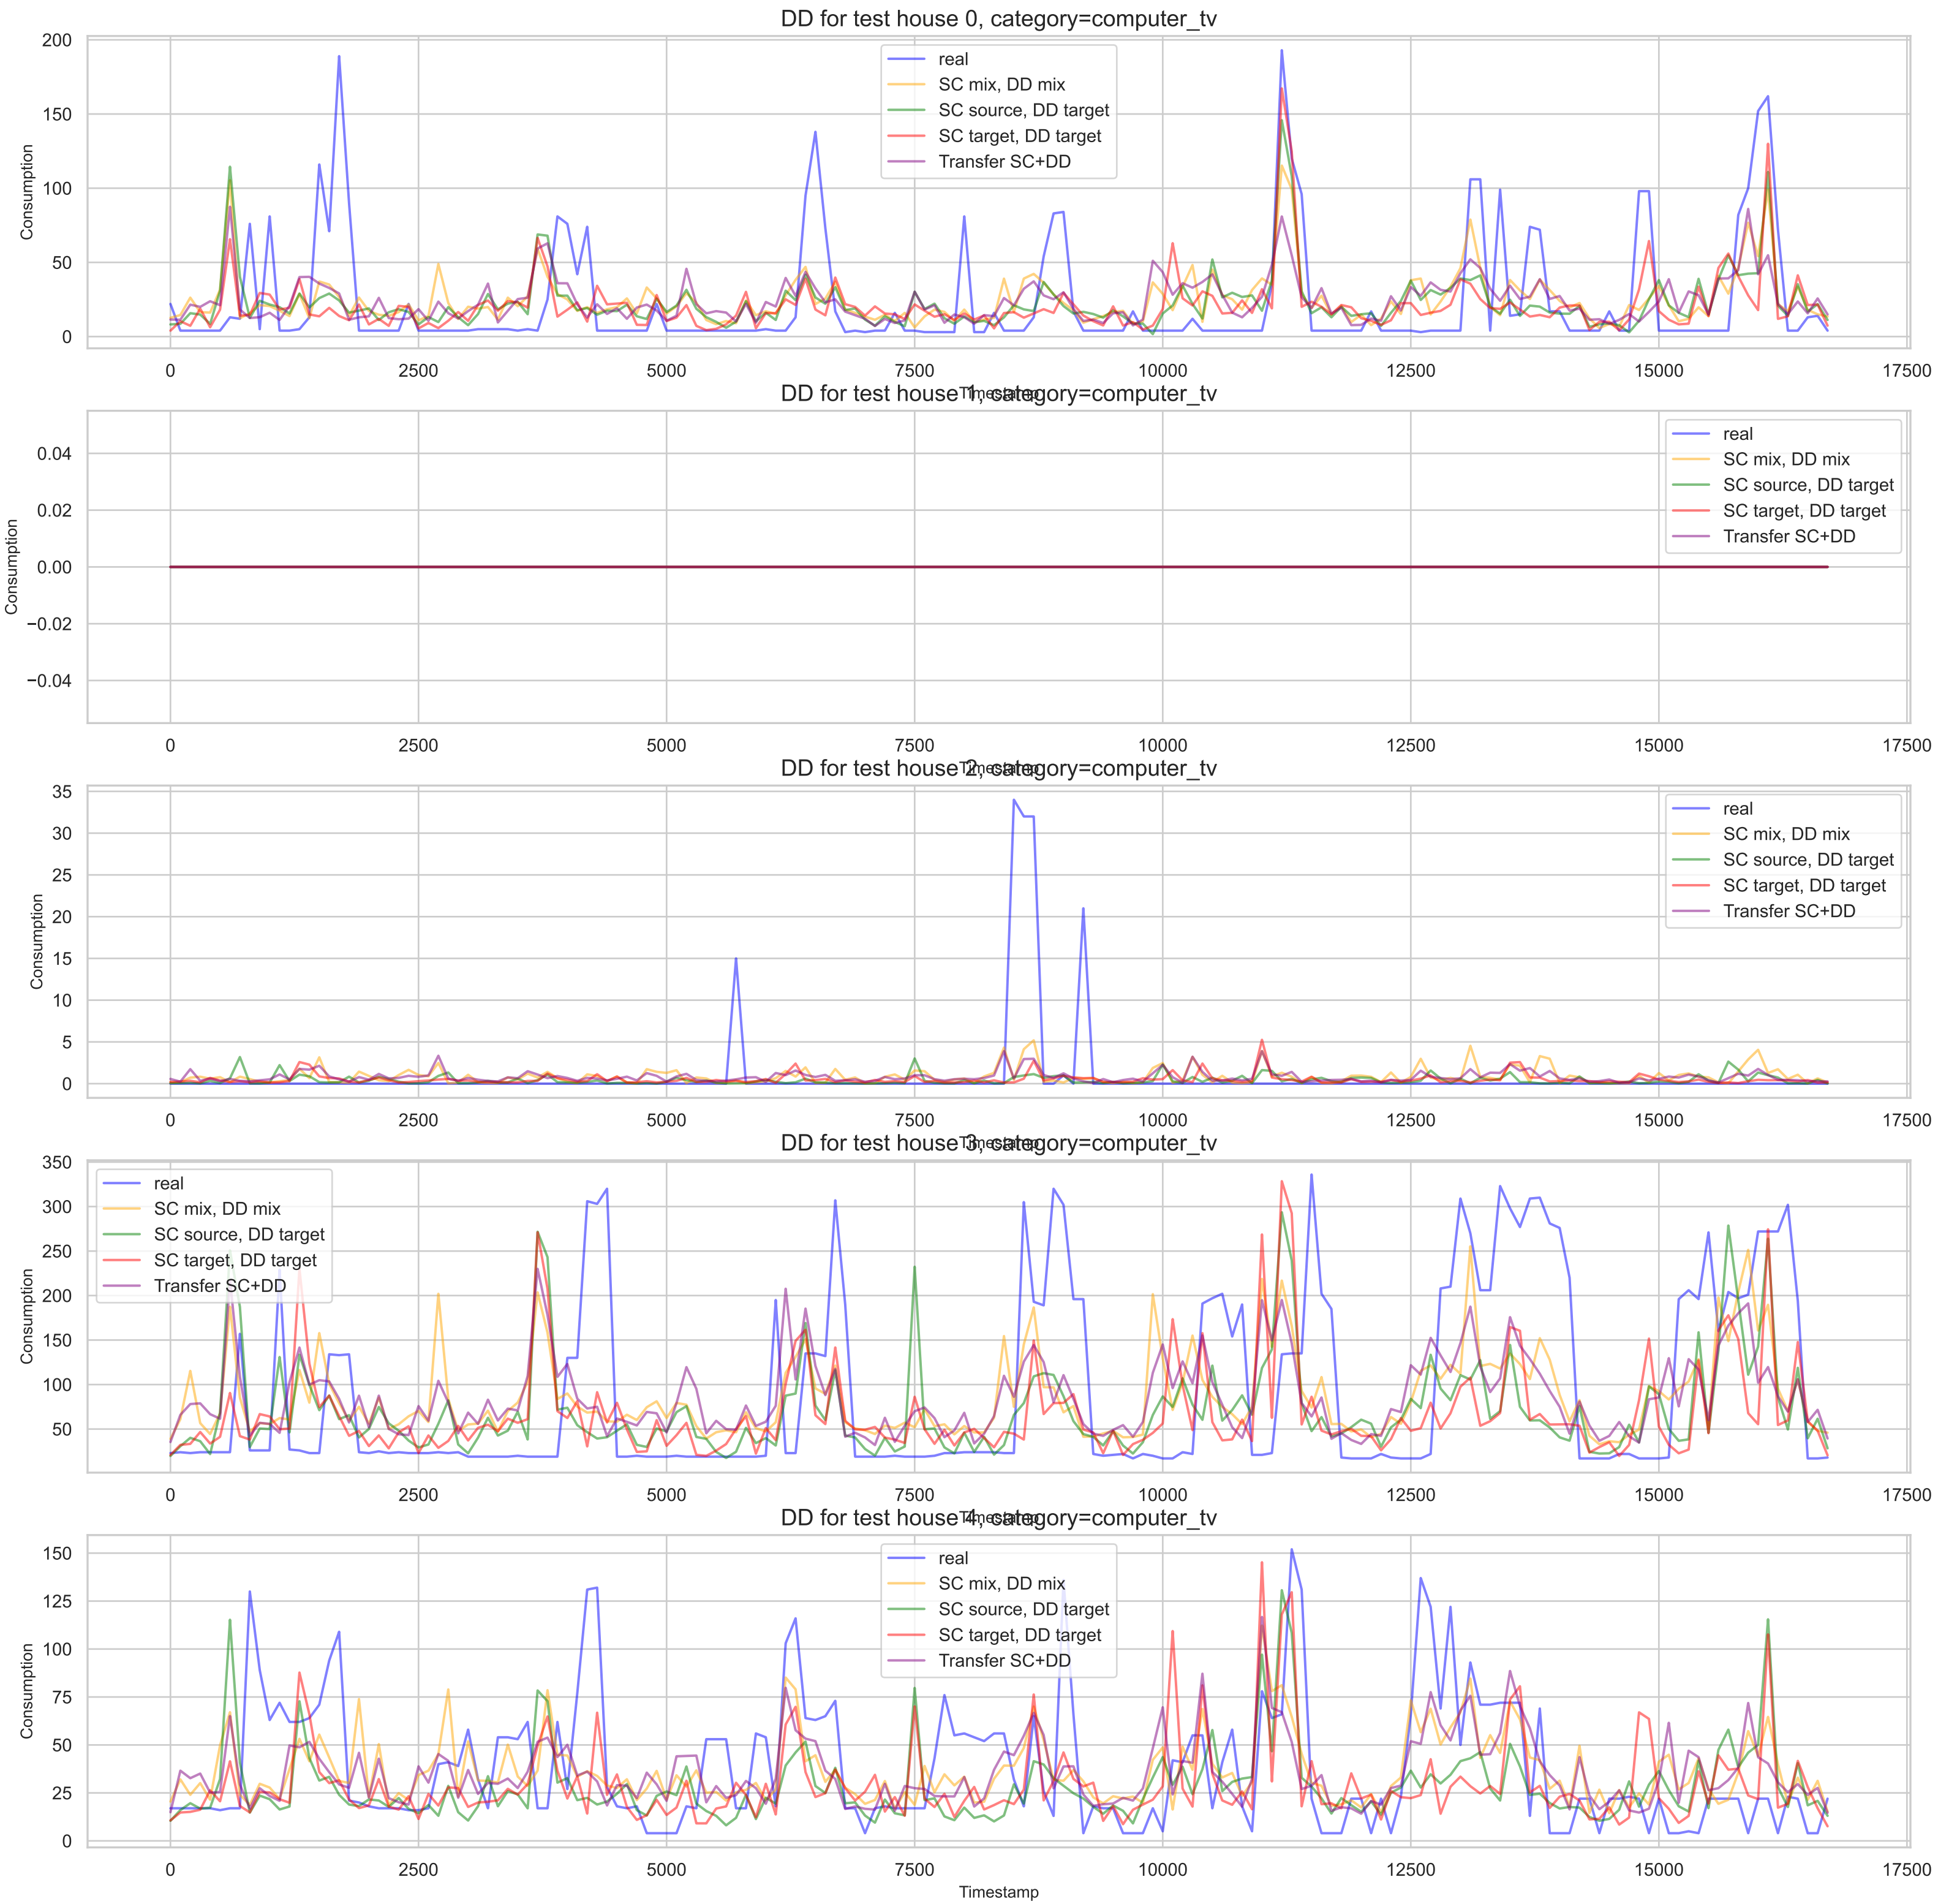 DD for test house 0, category=computer_tv
200
150
100
50
0
Consumption
real
SC mix, DD mix
SC source, DD target
SC target, DD target
Transfer SC+DD
0 2500 5000 7500 10000 12500 15000 17500
Timestamp
DD for test house 1, category=computer_tv
0.04
0.02
0.00
−0.02
−0.04
Consumption
real
SC mix, DD mix
SC source, DD target
SC target, DD target
Transfer SC+DD
0 2500 5000 7500 10000 12500 15000 17500
Timestamp
DD for test house 2, category=computer_tv
35
30
25
20
15
10
5
0
Consumption
real
SC mix, DD mix
SC source, DD target
SC target, DD target
Transfer SC+DD
0 2500 5000 7500 10000 12500 15000 17500
Timestamp
DD for test house 3, category=computer_tv
350
300
250
200
150
100
50
Consumption
real
SC mix, DD mix
SC source, DD target
SC target, DD target
Transfer SC+DD
0 2500 5000 7500 10000 12500 15000 17500
Timestamp
DD for test house 4, category=computer_tv
150
125
100
75
50
25
0
Consumption
real
SC mix, DD mix
SC source, DD target
SC target, DD target
Transfer SC+DD
0 2500 5000 7500 10000 12500 15000 17500
Timestamp